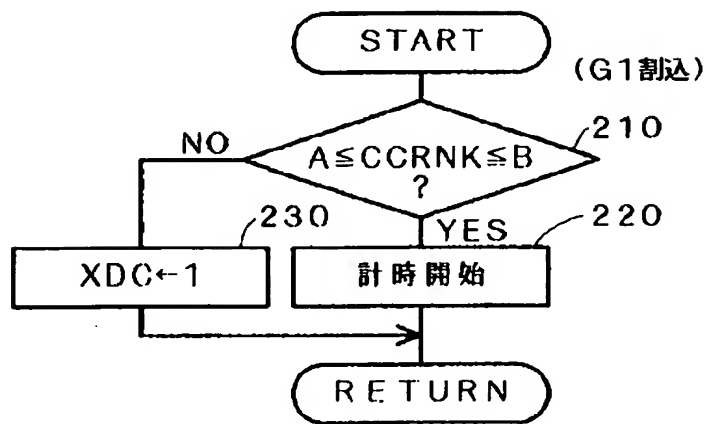 START
(G1割込)
210
NO
A≦CCRNK≦B
?
230
YES
220
XDC←1
計時開始
RETURN